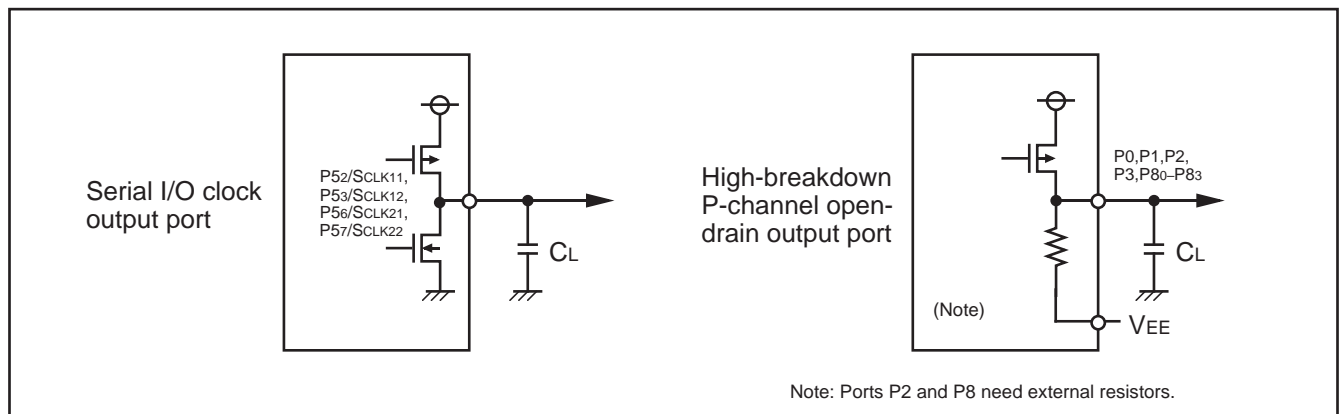 Serial I/O clock
output port
P52/SCLK11,
P53/SCLK12,
P56/SCLK21,
P57/SCLK22
CL
High-breakdown
P-channel open-
drain output port
P0,P1,P2,
P3,P80–P83
CL
(Note)
VEE
Note: Ports P2 and P8 need external resistors.